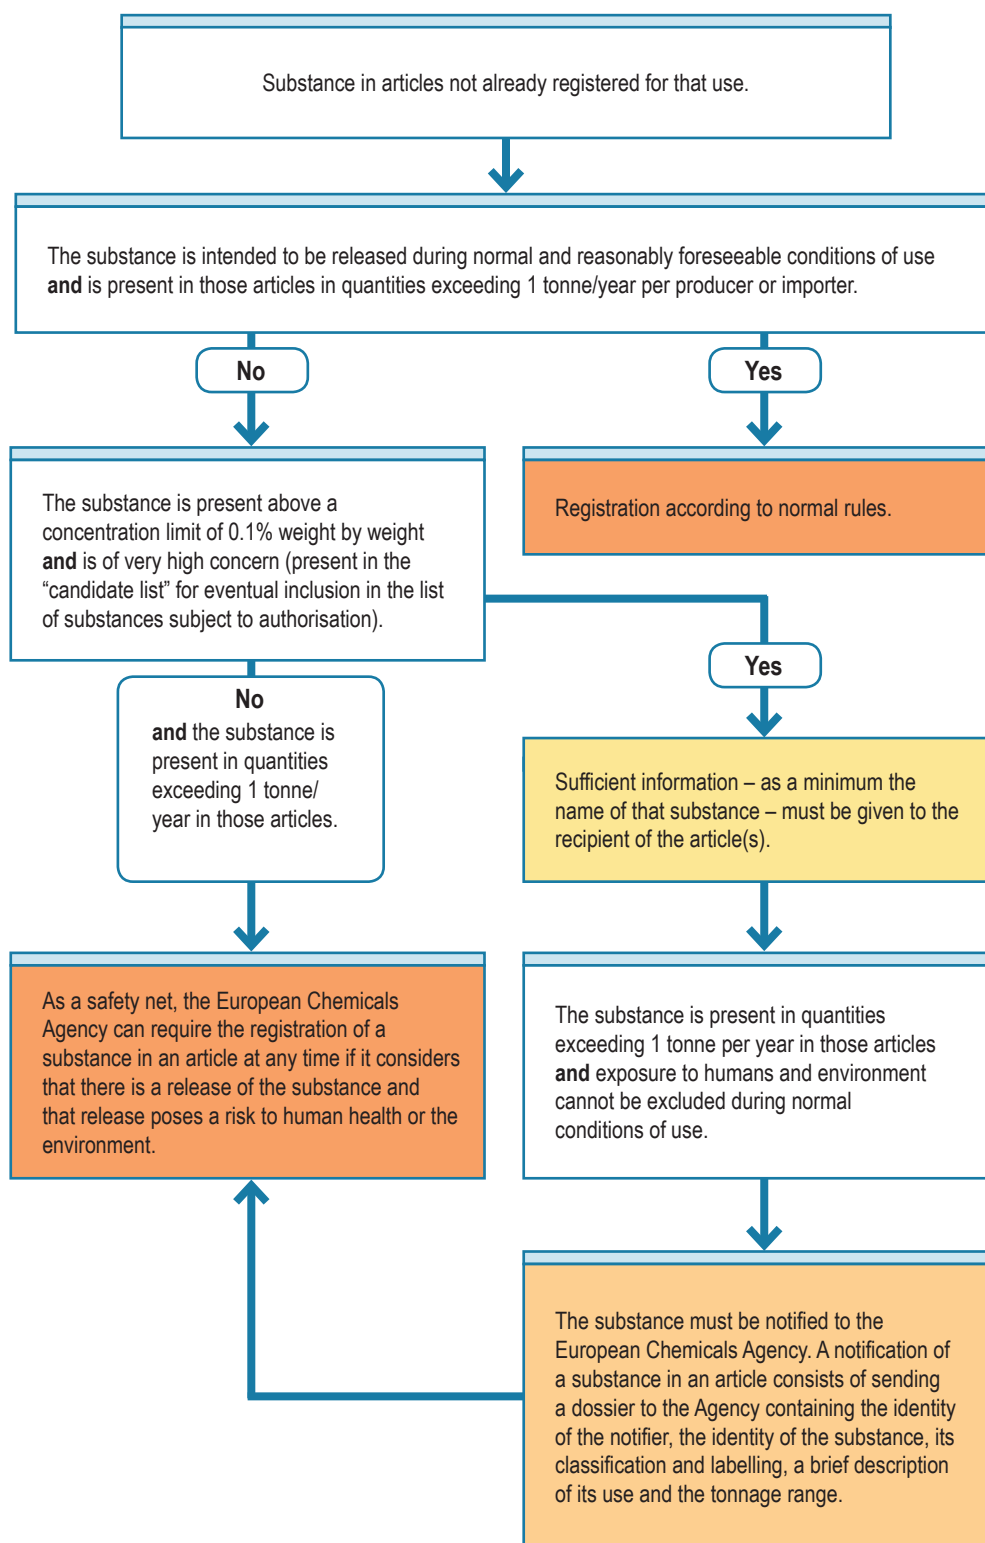 Substance in articles not already registered for that use.
The substance is intended to be released during normal and reasonably foreseeable conditions of use
and is present in those articles in quantities exceeding 1 tonne/year per producer or importer.
No
Yes
The substance is present above a
concentration limit of 0.1% weight by weight
and is of very high concern (present in the
“candidate list” for eventual inclusion in the list
of substances subject to authorisation).
Registration according to normal rules.
No
and the substance is
present in quantities
exceeding 1 tonne/
year in those articles.
Yes
Sufficient information – as a minimum the
name of that substance – must be given to the
recipient of the article(s).
As a safety net, the European Chemicals
Agency can require the registration of a
substance in an article at any time if it considers
that there is a release of the substance and
that release poses a risk to human health or the
environment.
The substance is present in quantities
exceeding 1 tonne per year in those articles
and exposure to humans and environment
cannot be excluded during normal
conditions of use.
The substance must be notified to the
European Chemicals Agency. A notification of
a substance in an article consists of sending
a dossier to the Agency containing the identity
of the notifier, the identity of the substance, its
classification and labelling, a brief description
of its use and the tonnage range.